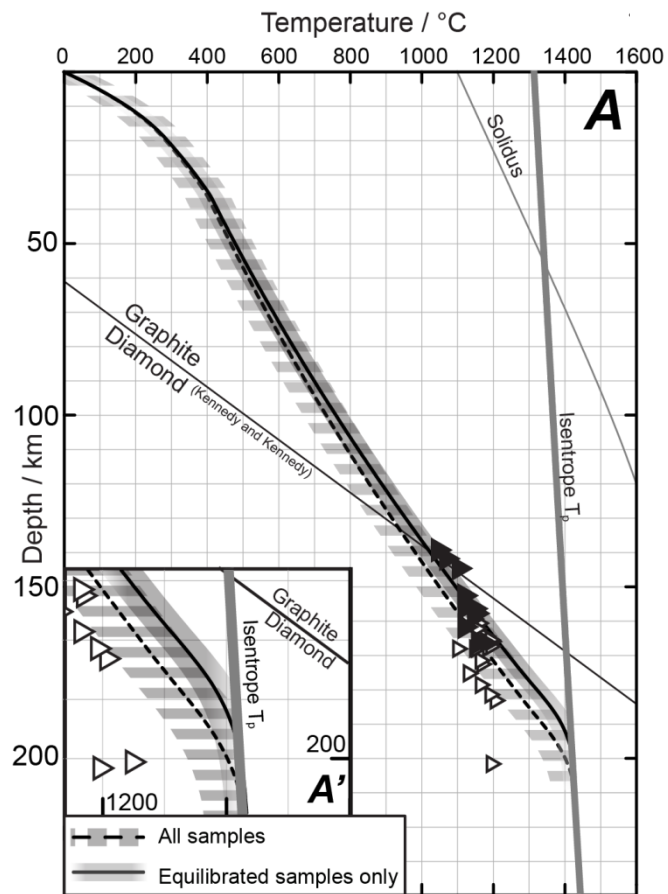 Temperature / °C
0 200 400 600 800 1000 1200 1400 1600
A
Solidus
50
Graphite
Diamond (Kennedy and Kennedy)
100
Isentrope Tp
Depth / km
150
Graphite
Diamond
Isentrope Tp
200
200
A'
1200
All samples
Equilibrated samples only